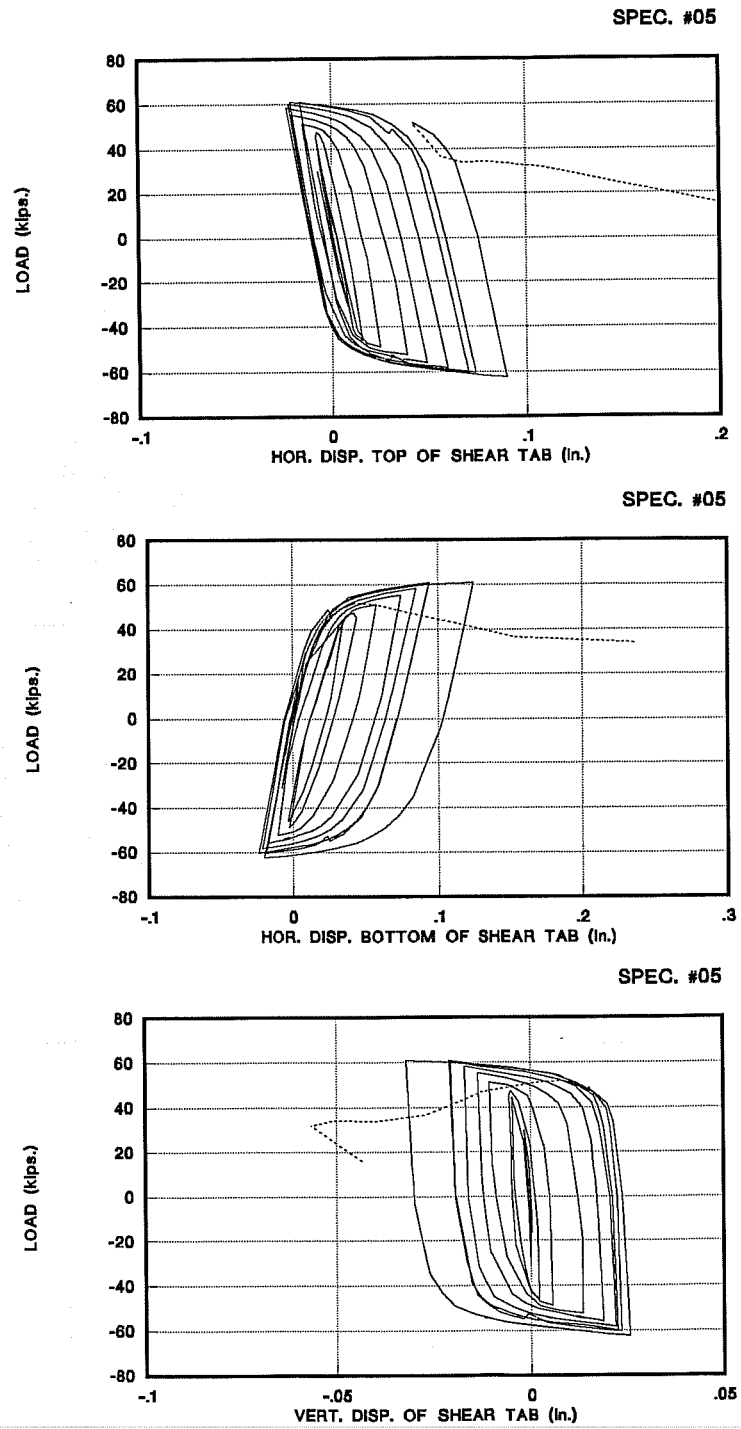 SPEC. #05
80
60
40
20
0
-20
-40
-60
-80
LOAD (kips.)
-.1 0 .1 .2
HOR. DISP. TOP OF SHEAR TAB (in.)
SPEC. #05
80
60
40
20
0
-20
-40
-60
-80
LOAD (kips.)
-.1 0 .1 .2 .3
HOR. DISP. BOTTOM OF SHEAR TAB (in.)
SPEC. #05
80
60
40
20
0
-20
-40
-60
-80
LOAD (kips.)
-.1 -.05 0 .05
VERT. DISP. OF SHEAR TAB (in.)